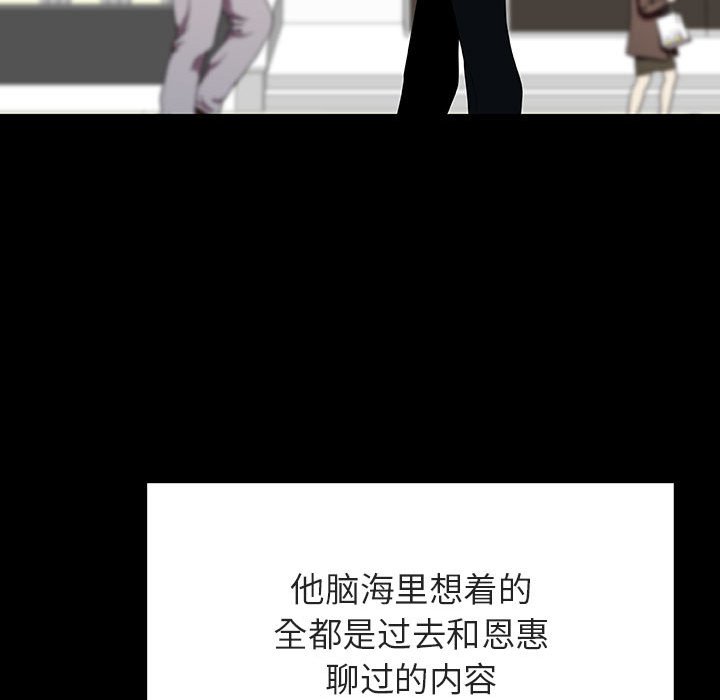 他脑海里想着的
全都是过去和恩惠
聊过的内容